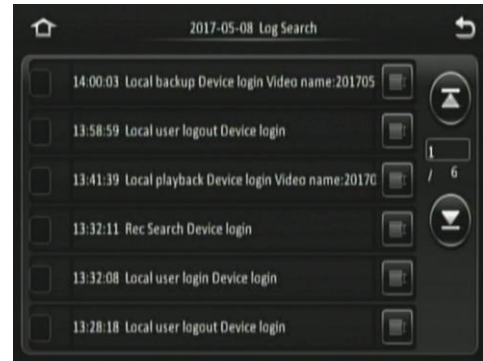 2017-05-08 Log Search
14:00:03 Local backup Device login Video name:201705
13:58:59 Local user logout Device login
13:41:39 Local playback Device login Video name:2017
1
/ 6
13:32:11 Rec Search Device login
13:32:08 Local user login Device login
13:28:18 Local user logout Device login